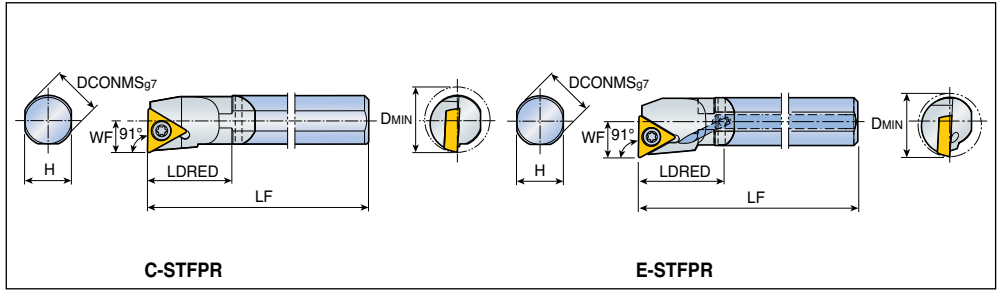 DCONMSg7
DMIN
WF
91°
H
LDRED
LF
C-STFPR
DCONMSg7
DMIN
WF
91°
H
LDRED
LF
E-STFPR